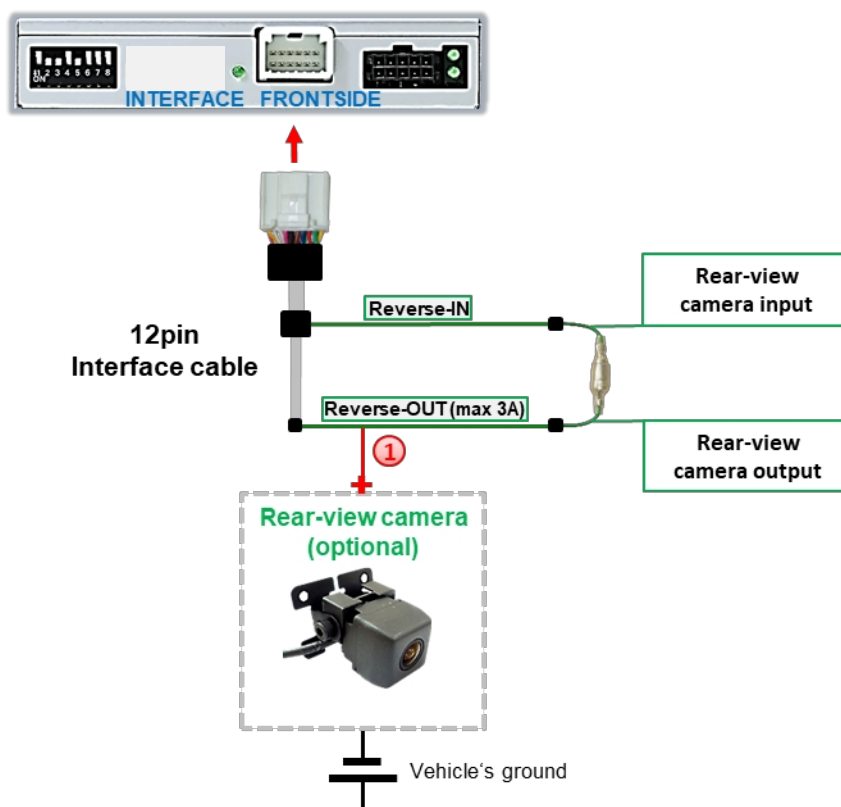 ON
1 2 3 4 5 6 7 8
INTERFACE FRONTSIDE
Rear-view
camera input
Reverse-IN
12pin
Interface cable
Reverse-OUT (max 3A)
Rear-view
camera output
1
Rear-view camera
(optional)
Vehicle‘s ground